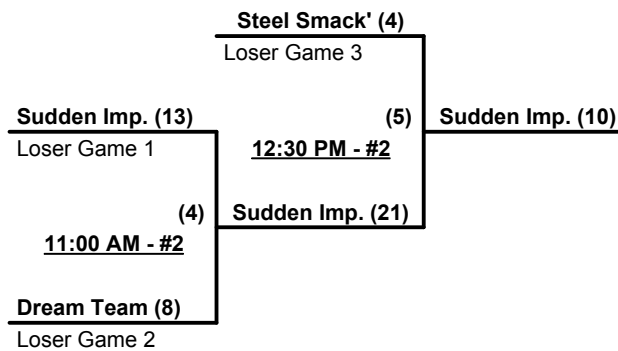 Steel Smack' (4)
Loser Game 3
Sudden Imp. (13)
(5)
Sudden Imp. (10)
Loser Game 1
12:30 PM - #2
(4)
Sudden Imp. (21)
11:00 AM - #2
Dream Team (8)
Loser Game 2